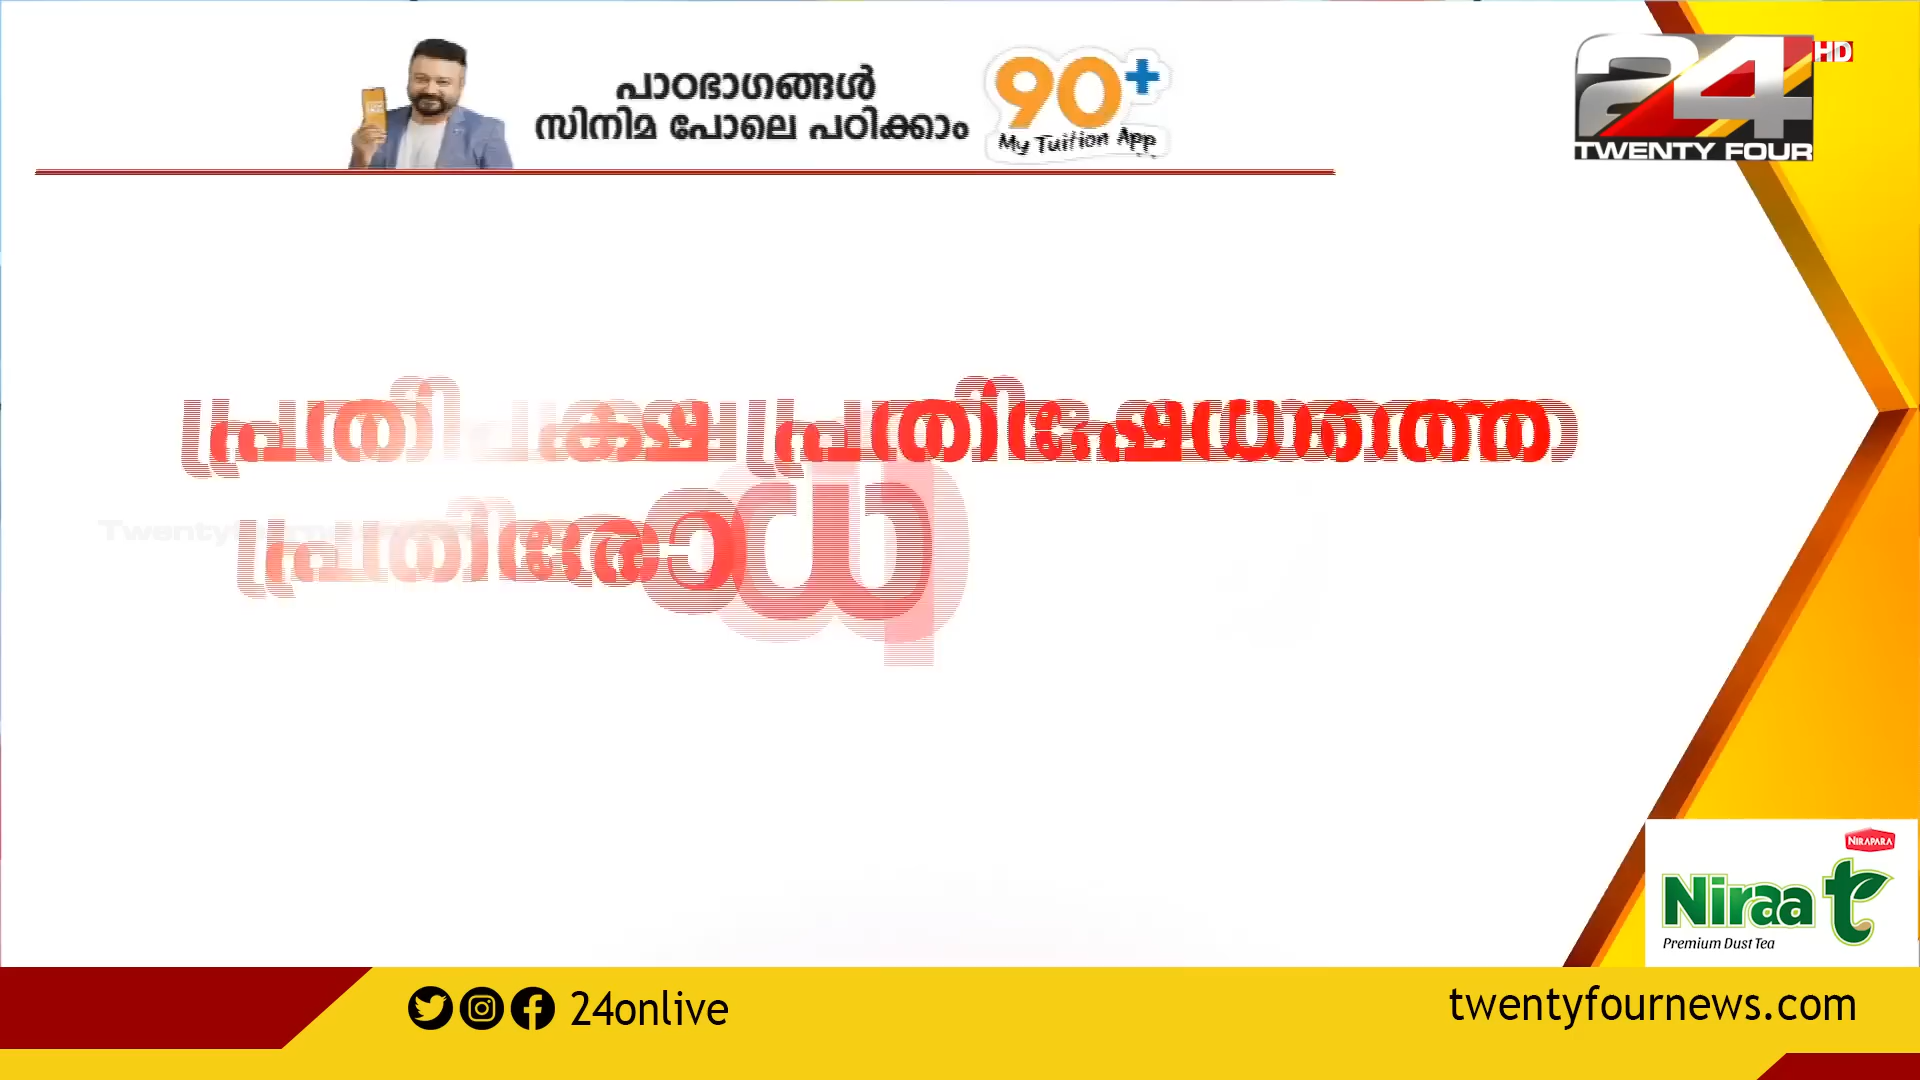 പാഠഭാഗങ്ങൾ
സിനിമ പോലെ പഠിക്കാം
90+
My Tuition App
24
HD
TWENTY FOUR
പ്രതിപക്ഷ പ്രതിഷേധത്തെ
പ്രതിരോധ
NIRAPARA
Niraa t
Premium Dust Tea
24onlive
twentyfournews.com